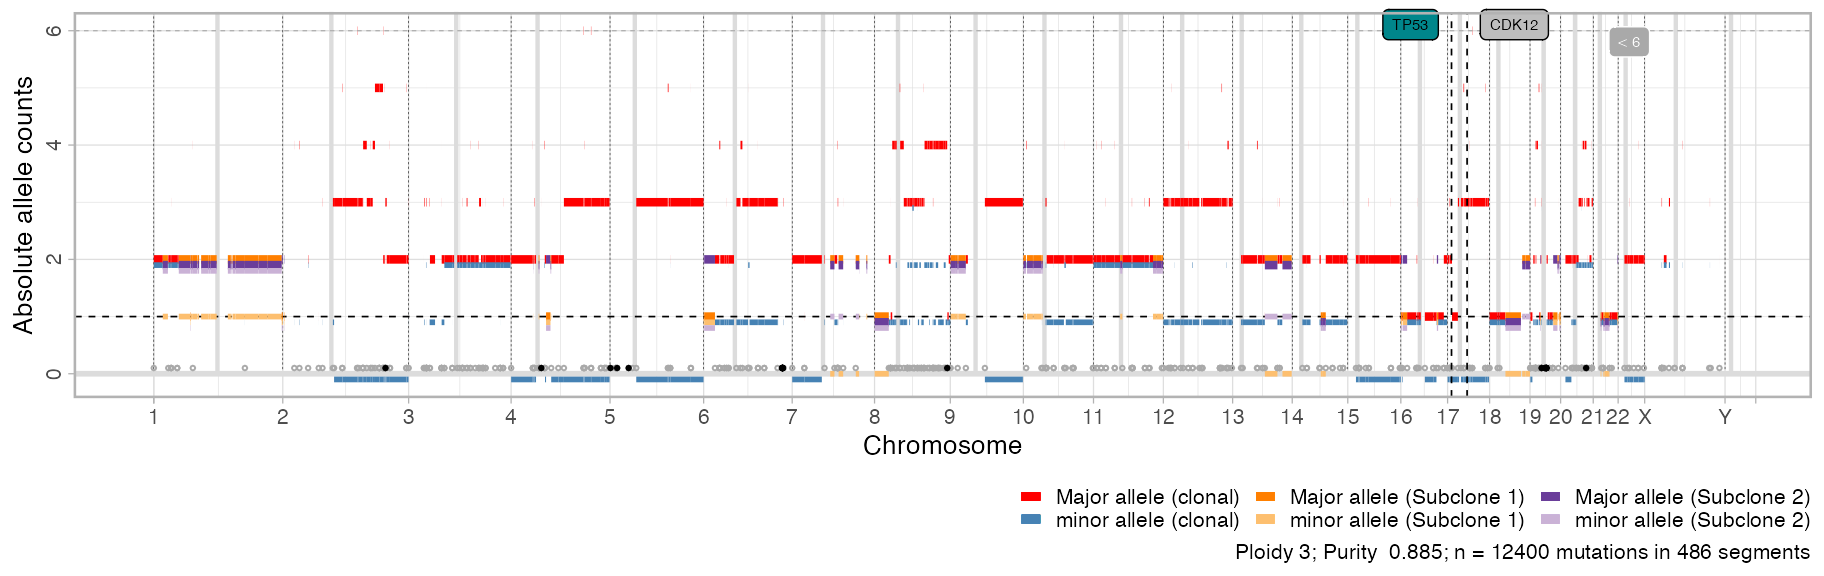 TP53 CDK12
< 6
6
4
2
0
Absolute allele counts
1 2 3 4 5 6 7 8 9 10 11 12 13 14 15 16 17 18 19 20 21 22 X Y
Chromosome
Major allele (clonal) Major allele (Subclone 1) Major allele (Subclone 2)
minor allele (clonal) minor allele (Subclone 1) minor allele (Subclone 2)
Ploidy 3; Purity 0.885; n = 12400 mutations in 486 segments